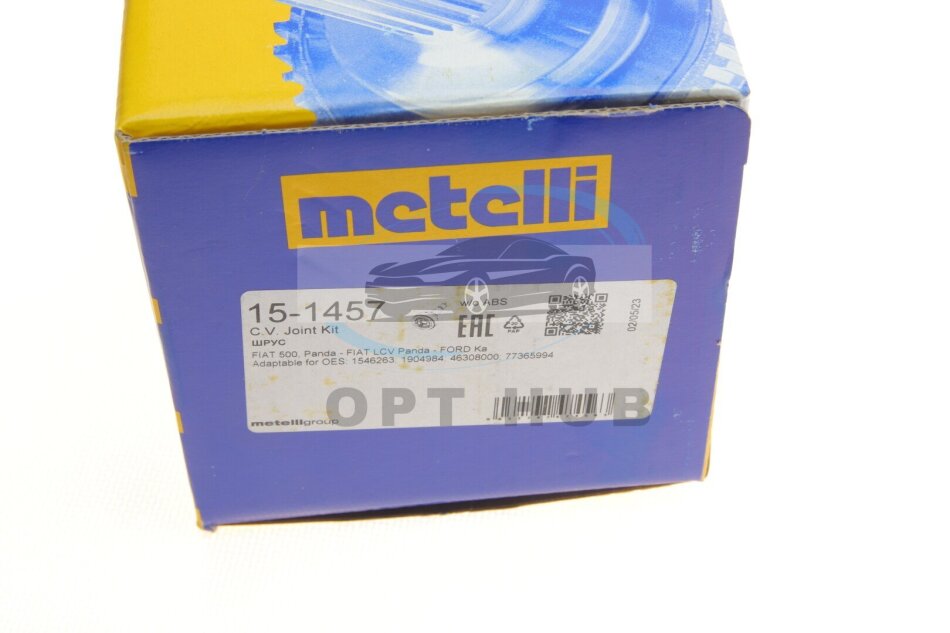 metelli
15-1457
w/o ABS
C.V. Joint Kit
ШРУС
EAC
PAP
02/05/23
FIAT 500, Panda - FIAT LCV Panda - FORD Ka
Adaptable for OES: 1546263, 1904984, 46308000, 77365994
OPT HUB
metelligroup